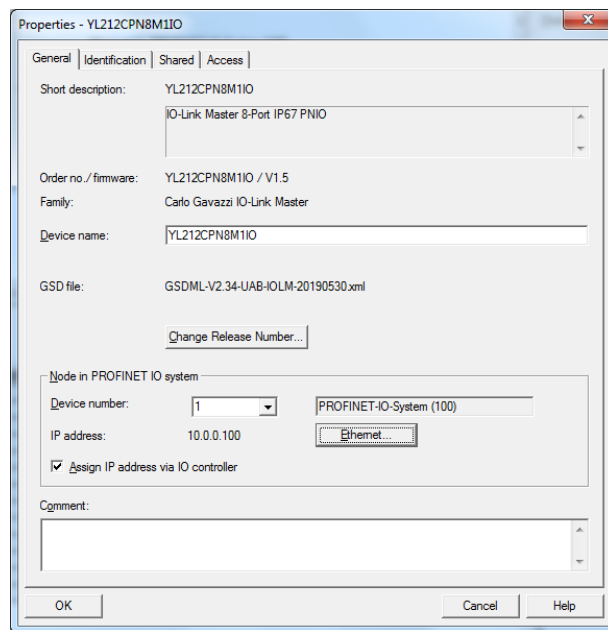 Properties - YL212CPN8M1IO
General Identification Shared Access
Short description: YL212CPN8M1IO
IO-Link Master 8-Port IP67 PNIO
Order no./ firmware: YL212CPN8M1IO / V1.5
Family: Carlo Gavazzi IO-Link Master
Device name: YL212CPN8M1IO
GSD file: GSDML-V2.34-UAB-IOLM-20190530.xml
Change Release Number...
Node in PROFINET IO system
Device number: 1 PROFINET-IO-System (100)
IP address: 10.0.0.100 Ethernet...
Assign IP address via IO controller
Comment:
OK Cancel Help